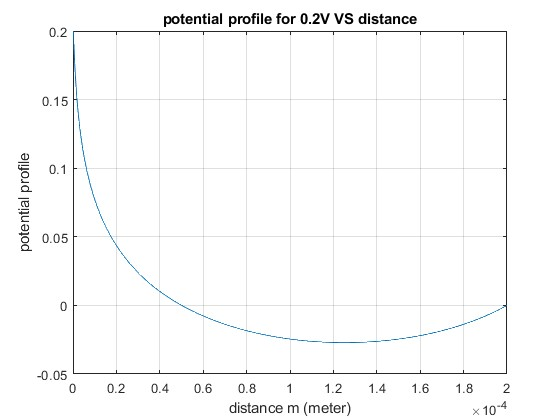 potential profile for 0.2V VS distance
0.2
0.15
0.1
0.05
0
-0.05
potential profile
0 0.2 0.4 0.6 0.8 1 1.2 1.4 1.6 1.8 2
distance m (meter)
×10⁻⁴